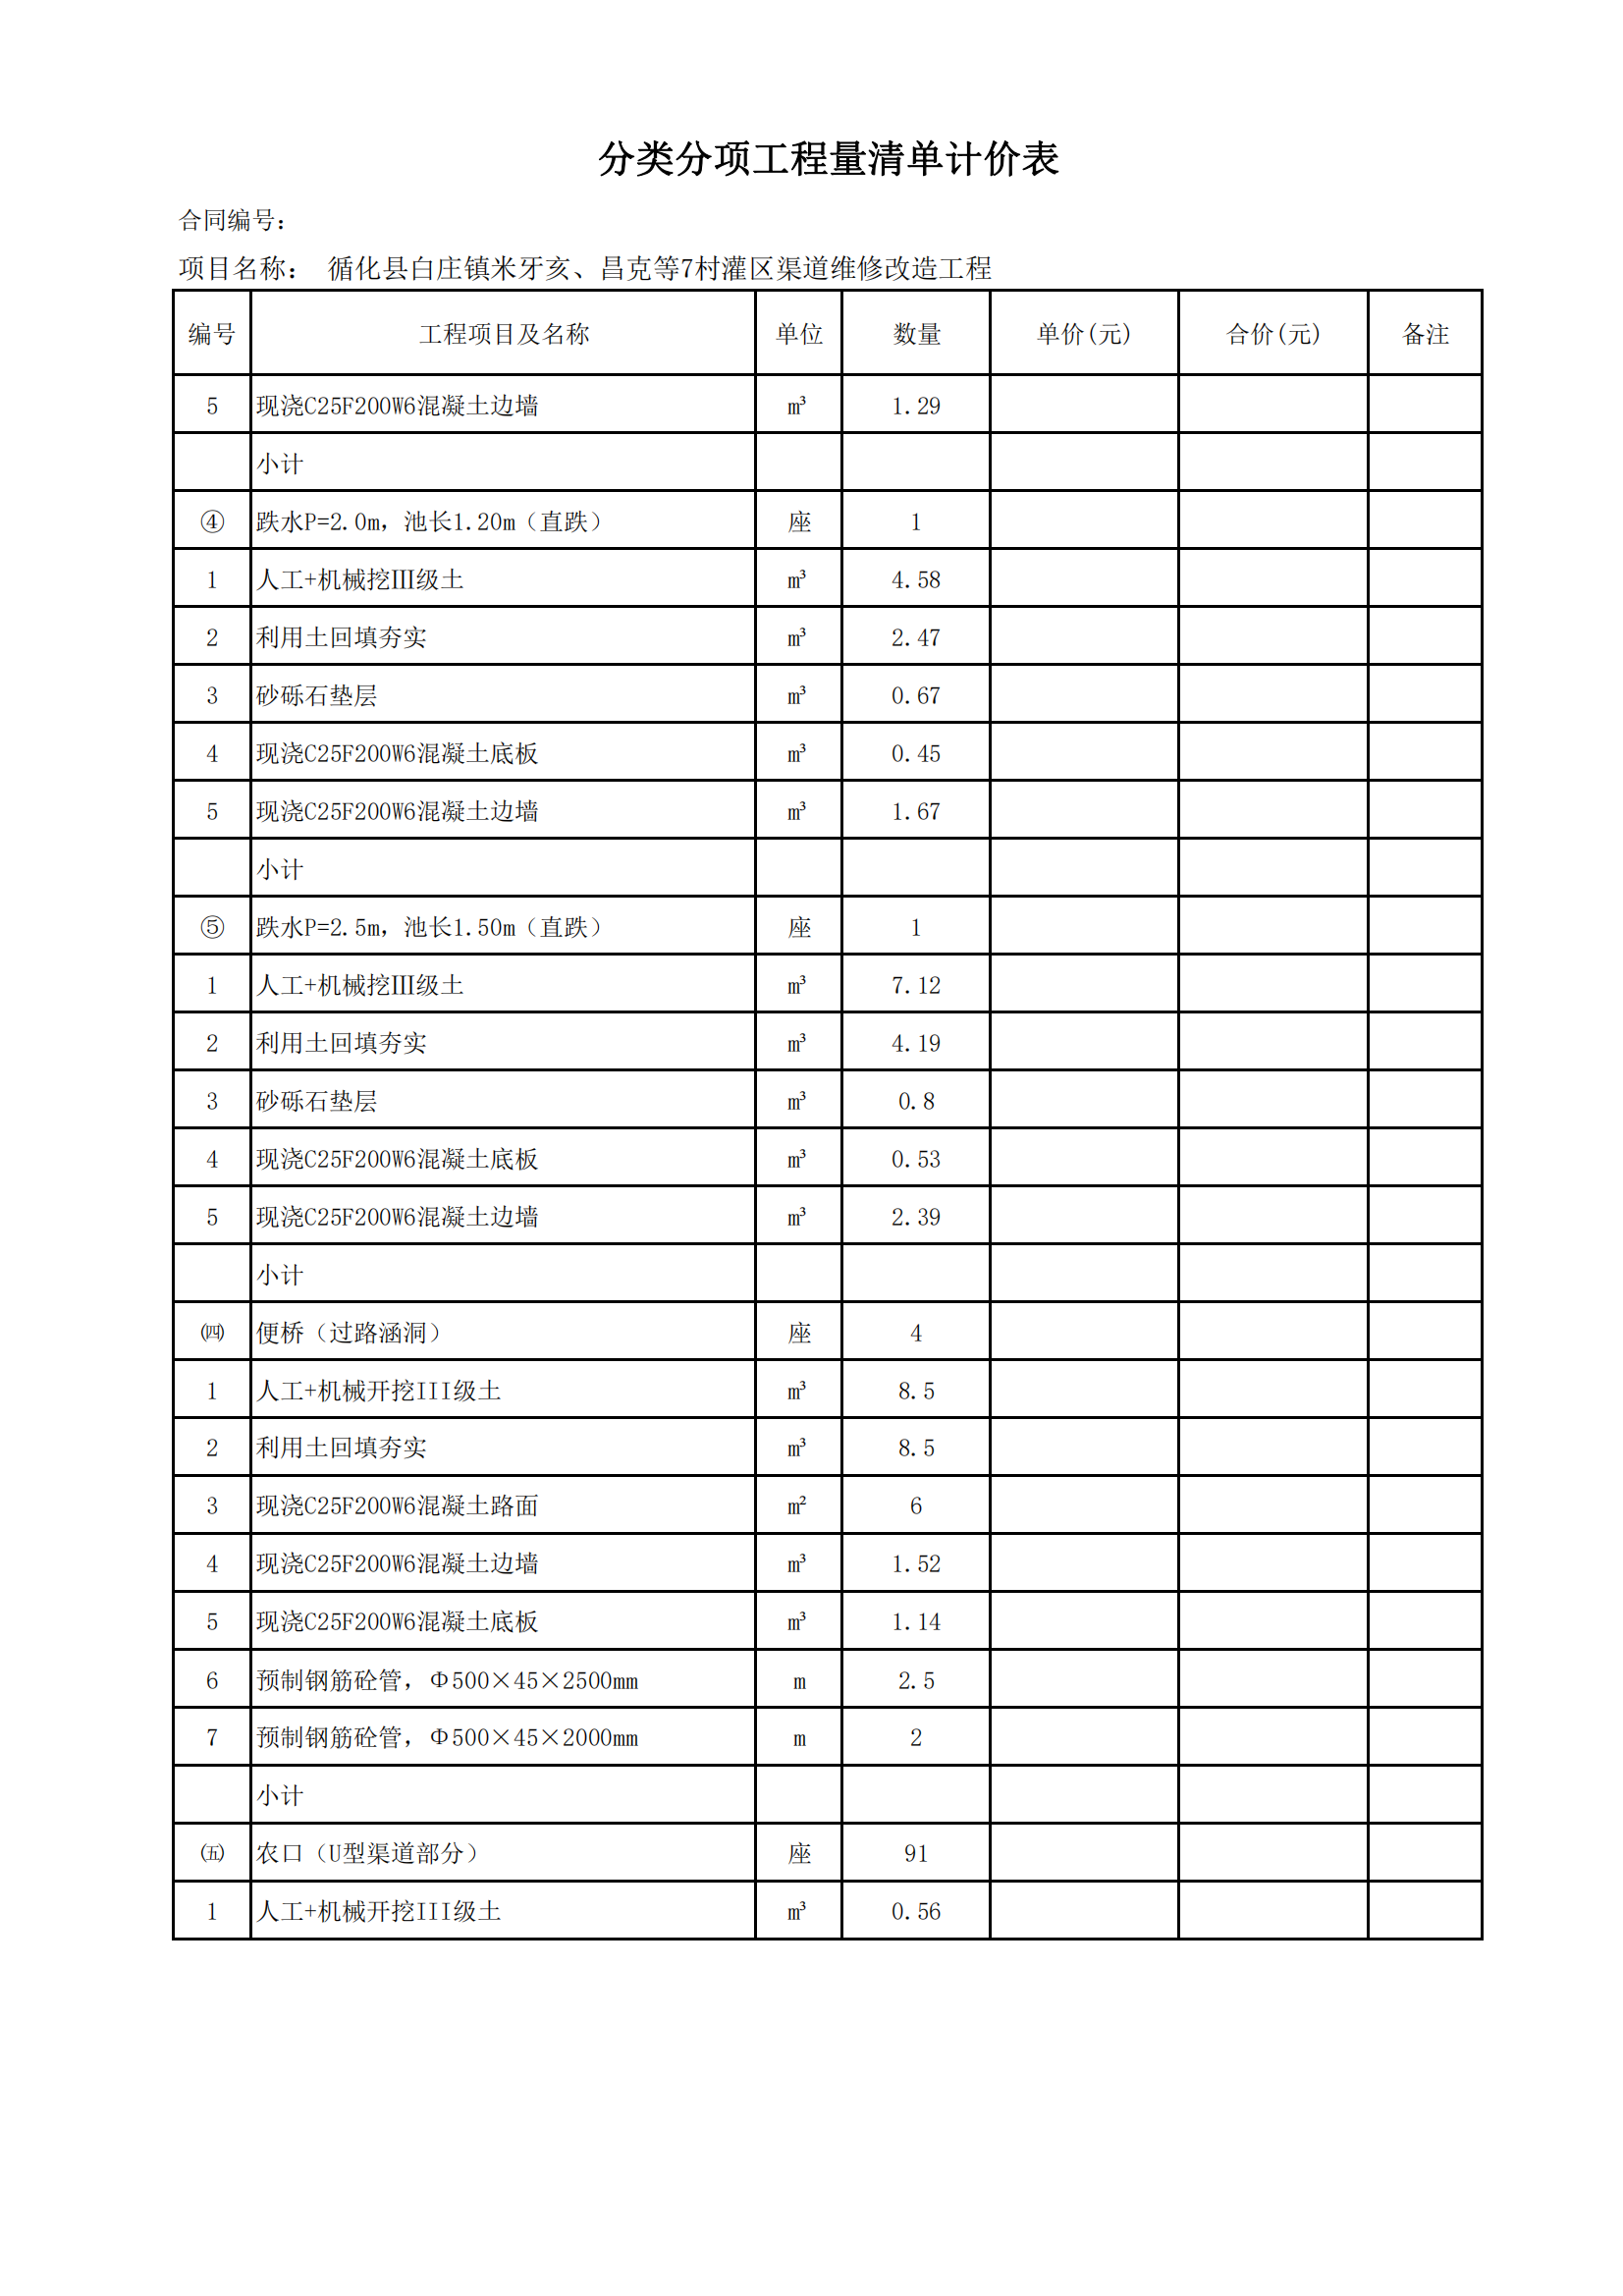 分类分项工程量清单计价表
合同编号：
项目名称： 循化县白庄镇米牙亥、昌克等7村灌区渠道维修改造工程
编号 工程项目及名称 单位 数量 单价(元) 合价(元) 备注
5 现浇C25F200W6混凝土边墙 m³ 1.29
小计
④ 跌水P=2.0m，池长1.20m（直跌） 座 1
1 人工+机械挖Ⅲ级土 m³ 4.58
2 利用土回填夯实 m³ 2.47
3 砂砾石垫层 m³ 0.67
4 现浇C25F200W6混凝土底板 m³ 0.45
5 现浇C25F200W6混凝土边墙 m³ 1.67
小计
⑤ 跌水P=2.5m，池长1.50m（直跌） 座 1
1 人工+机械挖Ⅲ级土 m³ 7.12
2 利用土回填夯实 m³ 4.19
3 砂砾石垫层 m³ 0.8
4 现浇C25F200W6混凝土底板 m³ 0.53
5 现浇C25F200W6混凝土边墙 m³ 2.39
小计
㈣ 便桥（过路涵洞） 座 4
1 人工+机械开挖III级土 m³ 8.5
2 利用土回填夯实 m³ 8.5
3 现浇C25F200W6混凝土路面 m² 6
4 现浇C25F200W6混凝土边墙 m³ 1.52
5 现浇C25F200W6混凝土底板 m³ 1.14
6 预制钢筋砼管，Φ500×45×2500mm m 2.5
7 预制钢筋砼管，Φ500×45×2000mm m 2
小计
㈤ 农口（U型渠道部分） 座 91
1 人工+机械开挖III级土 m³ 0.56